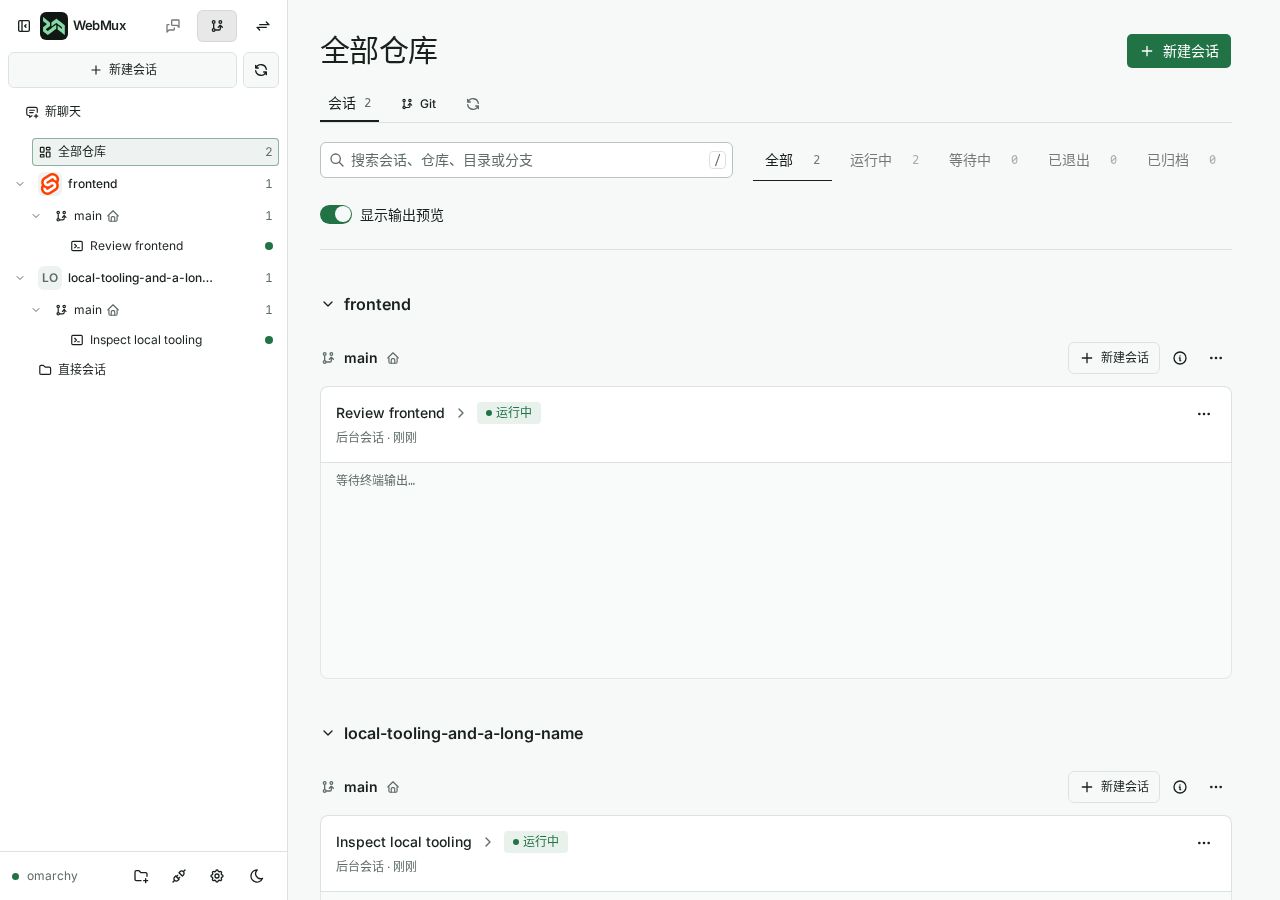 WebMux
新建会话
新聊天
全部仓库 2
frontend 1
main 1
Review frontend
LO local-tooling-and-a-lon... 1
main 1
Inspect local tooling
直接会话
omarchy
全部仓库
新建会话
会话 2 Git
搜索会话、仓库、目录或分支 /
全部 2 运行中 2 等待中 0 已退出 0 已归档 0
显示输出预览
frontend
main 新建会话
Review frontend 运行中
后台会话 · 刚刚
等待终端输出…
local-tooling-and-a-long-name
main 新建会话
Inspect local tooling 运行中
后台会话 · 刚刚